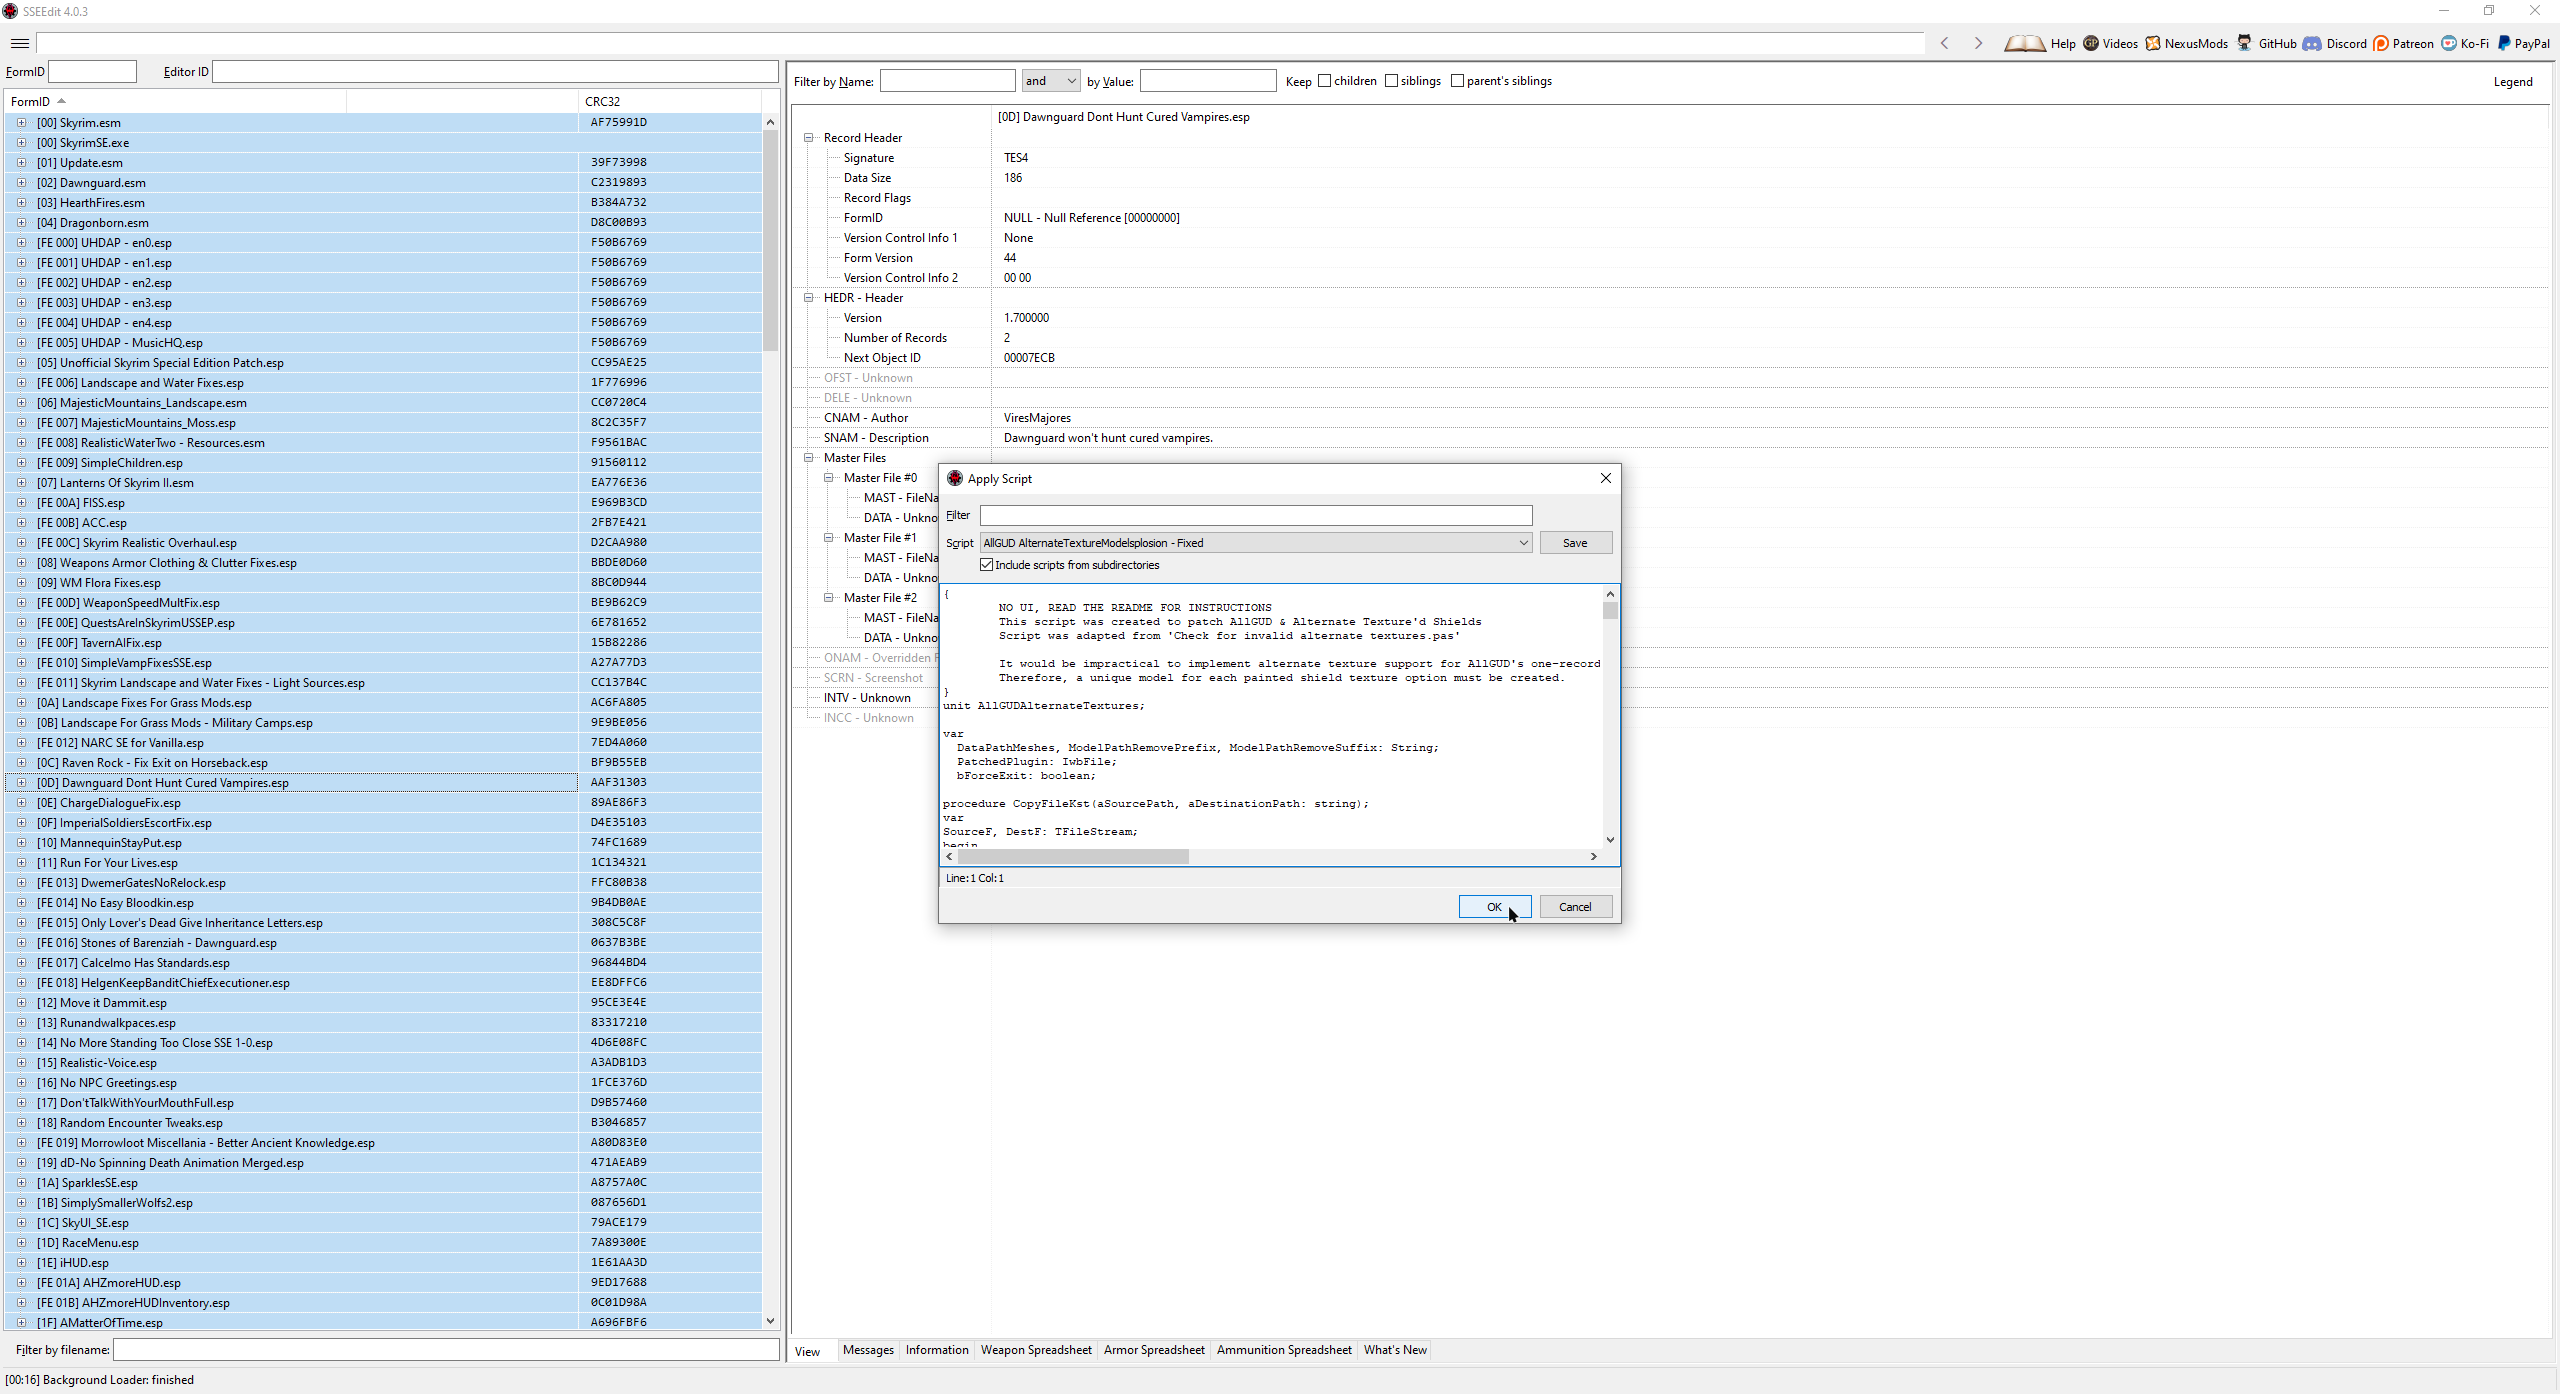 SSEEdit 4.0.3
Help Videos NexusMods GitHub Discord Patreon Ko-Fi PayPal
FormID Editor ID
FormID CRC32
[00] Skyrim.esm AF75991D
[00] SkyrimSE.exe
[01] Update.esm 39F73998
[02] Dawnguard.esm C2319893
[03] HearthFires.esm B384A732
[04] Dragonborn.esm D8C00B93
[FE 000] UHDAP - en0.esp F50B6769
[FE 001] UHDAP - en1.esp F50B6769
[FE 002] UHDAP - en2.esp F50B6769
[FE 003] UHDAP - en3.esp F50B6769
[FE 004] UHDAP - en4.esp F50B6769
[FE 005] UHDAP - MusicHQ.esp F50B6769
[05] Unofficial Skyrim Special Edition Patch.esp CC95AE25
[FE 006] Landscape and Water Fixes.esp 1F776996
[06] MajesticMountains_Landscape.esm CC0720C4
[FE 007] MajesticMountains_Moss.esp 8C2C35F7
[FE 008] RealisticWaterTwo - Resources.esm F9561BAC
[FE 009] SimpleChildren.esp 91560112
[07] Lanterns Of Skyrim II.esm EA776E36
[FE 00A] FISS.esp E969B3CD
[FE 00B] ACC.esp 2FB7E421
[FE 00C] Skyrim Realistic Overhaul.esp D2CAA980
[08] Weapons Armor Clothing & Clutter Fixes.esp BBDE0D60
[09] WM Flora Fixes.esp 8BC0D944
[FE 00D] WeaponSpeedMultFix.esp BE9B62C9
[FE 00E] QuestsAreInSkyrimUSSEP.esp 6E781652
[FE 00F] TavernAIFix.esp 15B82286
[FE 010] SimpleVampFixesSSE.esp A27A77D3
[FE 011] Skyrim Landscape and Water Fixes - Light Sources.esp CC137B4C
[0A] Landscape Fixes For Grass Mods.esp AC6FA805
[0B] Landscape For Grass Mods - Military Camps.esp 9E9BE056
[FE 012] NARC SE for Vanilla.esp 7ED4A060
[0C] Raven Rock - Fix Exit on Horseback.esp BF9B55EB
[0D] Dawnguard Dont Hunt Cured Vampires.esp AAF31303
[0E] ChargeDialogueFix.esp 89AE86F3
[0F] ImperialSoldiersEscortFix.esp D4E35103
[10] MannequinStayPut.esp 74FC1689
[11] Run For Your Lives.esp 1C134321
[FE 013] DwemerGatesNoRelock.esp FFC80B38
[FE 014] No Easy Bloodkin.esp 9B4DB0AE
[FE 015] Only Lover's Dead Give Inheritance Letters.esp 308C5C8F
[FE 016] Stones of Barenziah - Dawnguard.esp 0637B3BE
[FE 017] Calcelmo Has Standards.esp 96844BD4
[FE 018] HelgenKeepBanditChiefExecutioner.esp EE8DFFC6
[12] Move it Dammit.esp 95CE3E4E
[13] Runandwalkpaces.esp 83317210
[14] No More Standing Too Close SSE 1-0.esp 4D6E08FC
[15] Realistic-Voice.esp A3ADB1D3
[16] No NPC Greetings.esp 1FCE376D
[17] Don'tTalkWithYourMouthFull.esp D9B57460
[18] Random Encounter Tweaks.esp B3046857
[FE 019] Morrowloot Miscellania - Better Ancient Knowledge.esp A80D83E0
[19] dD-No Spinning Death Animation Merged.esp 471AEAB9
[1A] SparklesSE.esp A8757A0C
[1B] SimplySmallerWolfs2.esp 087656D1
[1C] SkyUI_SE.esp 79ACE179
[1D] RaceMenu.esp 7A89300E
[1E] iHUD.esp 1E61AA3D
[FE 01A] AHZmoreHUD.esp 9ED17688
[FE 01B] AHZmoreHUDInventory.esp 0C01D98A
[1F] AMatterOfTime.esp A696FBF6
Filter by filename:
[00:16] Background Loader: finished
Filter by Name: and by Value: Keep children siblings parent's siblings Legend
[0D] Dawnguard Dont Hunt Cured Vampires.esp
Record Header
Signature TES4
Data Size 186
Record Flags
FormID NULL - Null Reference [00000000]
Version Control Info 1 None
Form Version 44
Version Control Info 2 00 00
HEDR - Header
Version 1.700000
Number of Records 2
Next Object ID 00007ECB
OFST - Unknown
DELE - Unknown
CNAM - Author ViresMajores
SNAM - Description Dawnguard won't hunt cured vampires.
Master Files
Master File #0
MAST - FileNa
DATA - Unkno
Master File #1
MAST - FileNa
DATA - Unkno
Master File #2
MAST - FileNa
DATA - Unkno
ONAM - Overridden F
SCRN - Screenshot
INTV - Unknown
INCC - Unknown
Apply Script
Filter
Script AllGUD AlternateTextureModelsplosion - Fixed Save
Include scripts from subdirectories
{
NO UI, READ THE README FOR INSTRUCTIONS
This script was created to patch AllGUD & Alternate Texture'd Shields
Script was adapted from 'Check for invalid alternate textures.pas'
It would be impractical to implement alternate texture support for AllGUD's one-record
Therefore, a unique model for each painted shield texture option must be created.
}
unit AllGUDAlternateTextures;
var
DataPathMeshes, ModelPathRemovePrefix, ModelPathRemoveSuffix: String;
PatchedPlugin: IwbFile;
bForceExit: boolean;
procedure CopyFileKst(aSourcePath, aDestinationPath: string);
var
SourceF, DestF: TFileStream;
begin
Line: 1 Col: 1
OK Cancel
View Messages Information Weapon Spreadsheet Armor Spreadsheet Ammunition Spreadsheet What's New